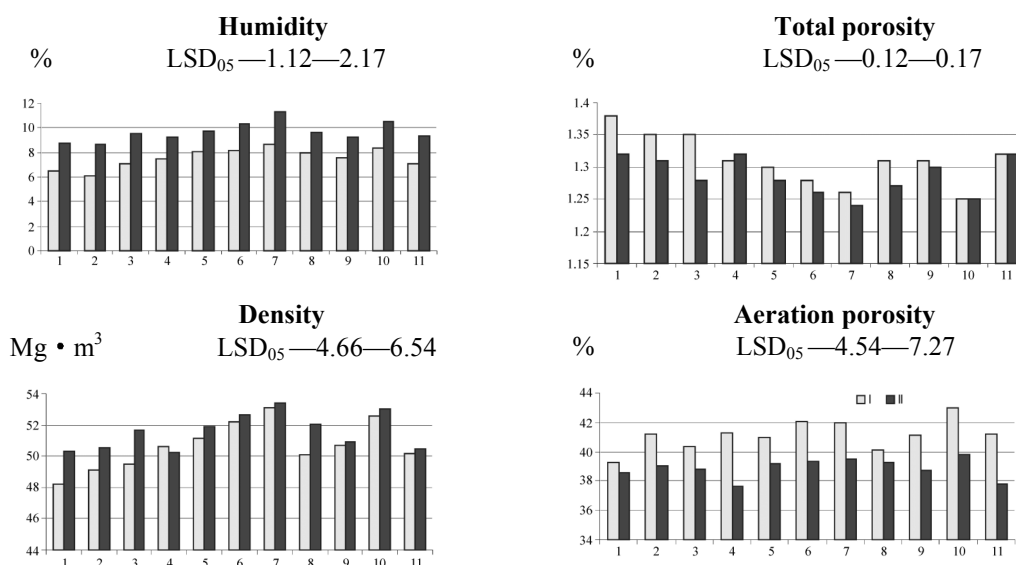 Humidity
% LSD₀₅—1.12—2.17
12
10
8
6
4
2
0
1 2 3 4 5 6 7 8 9 10 11
Total porosity
% LSD₀₅—0.12—0.17
1.4
1.35
1.3
1.25
1.2
1.15
1 2 3 4 5 6 7 8 9 10 11
Density
Mg • m³ LSD₀₅—4.66—6.54
54
52
50
48
46
44
1 2 3 4 5 6 7 8 9 10 11
Aeration porosity
% LSD₀₅—4.54—7.27
44
42
40
38
36
34
I II
1 2 3 4 5 6 7 8 9 10 11